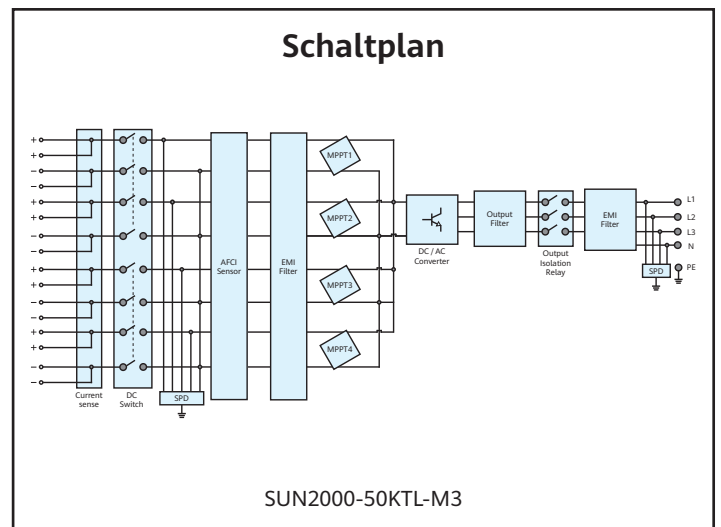 Schaltplan
+
+
−
−
+
+
−
−
+
+
−
−
+
+
−
−
Current
sense
DC
Switch
SPD
AFCI
Sensor
EMI
Filter
MPPT1
MPPT2
MPPT3
MPPT4
DC / AC
Converter
Output
Filter
Output
Isolation
Relay
EMI
Filter
SPD
L1
L2
L3
N
PE
SUN2000-50KTL-M3